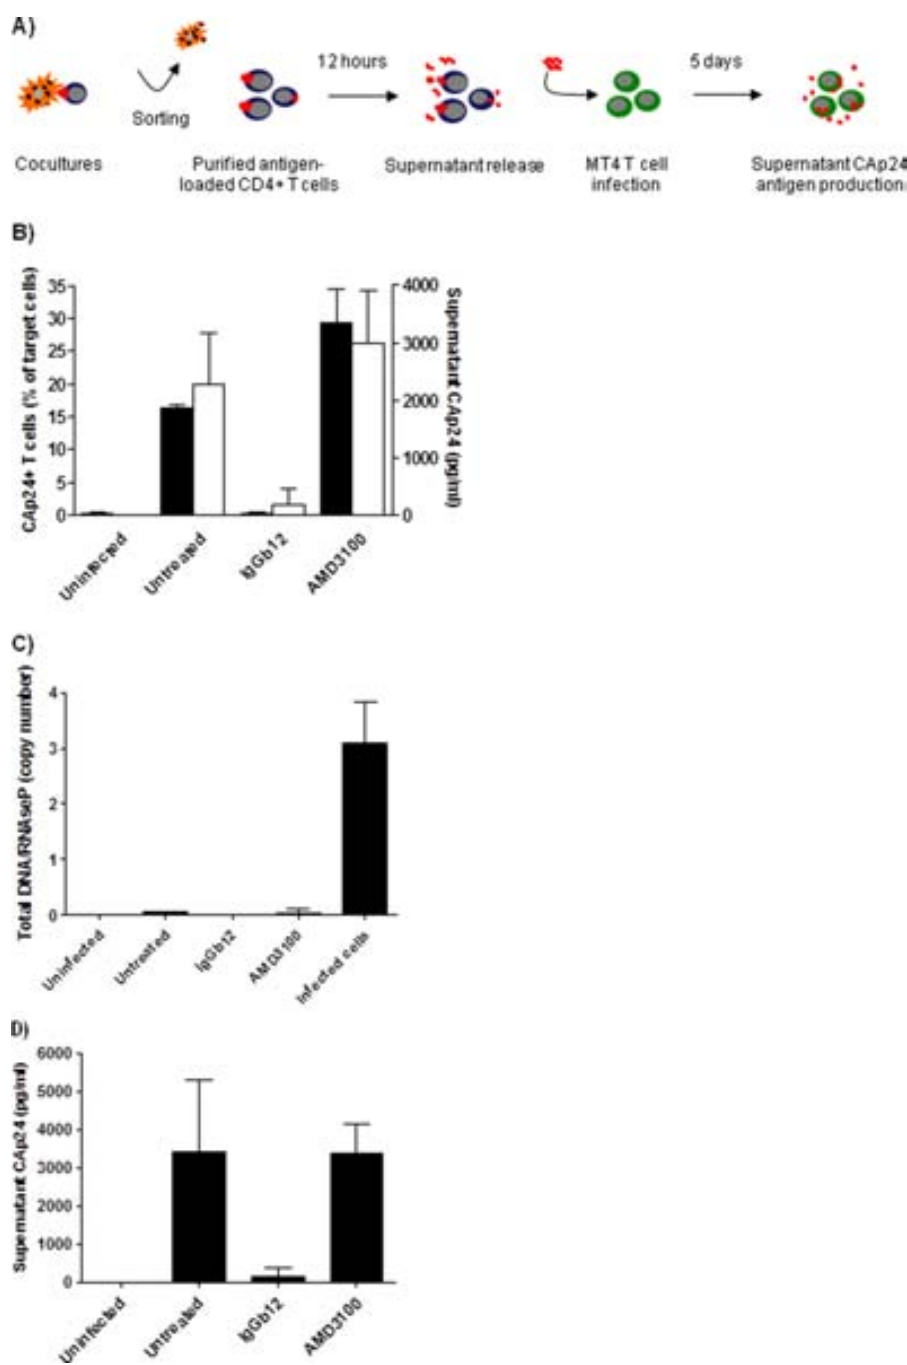 A)
12 hours
5 days
Sorting
Cocultures
Purified antigen-
loaded CD4+ T cells
Supernatant release
MT4 T cell
infection
Supernatant CAp24
antigen production
B)
CAp24+ T cells (% of target cells)
35
30
25
20
15
10
5
0
4000
3000
2000
1000
0
Supernatant CAp24 (pg/ml)
Uninfected
Untreated
IgGb12
AMD3100
C)
Total DNA/RNAseP (copy number)
4
3
2
1
0
Uninfected
Untreated
IgGb12
AMD3100
Infected cells
D)
Supernatant CAp24 (pg/ml)
6000
5000
4000
3000
2000
1000
0
Uninfected
Untreated
IgGb12
AMD3100